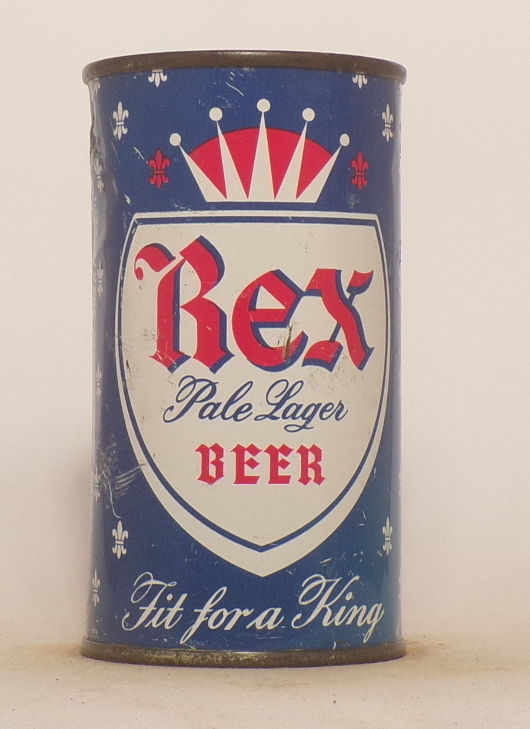 Rex
Pale Lager
BEER
Fit for a King